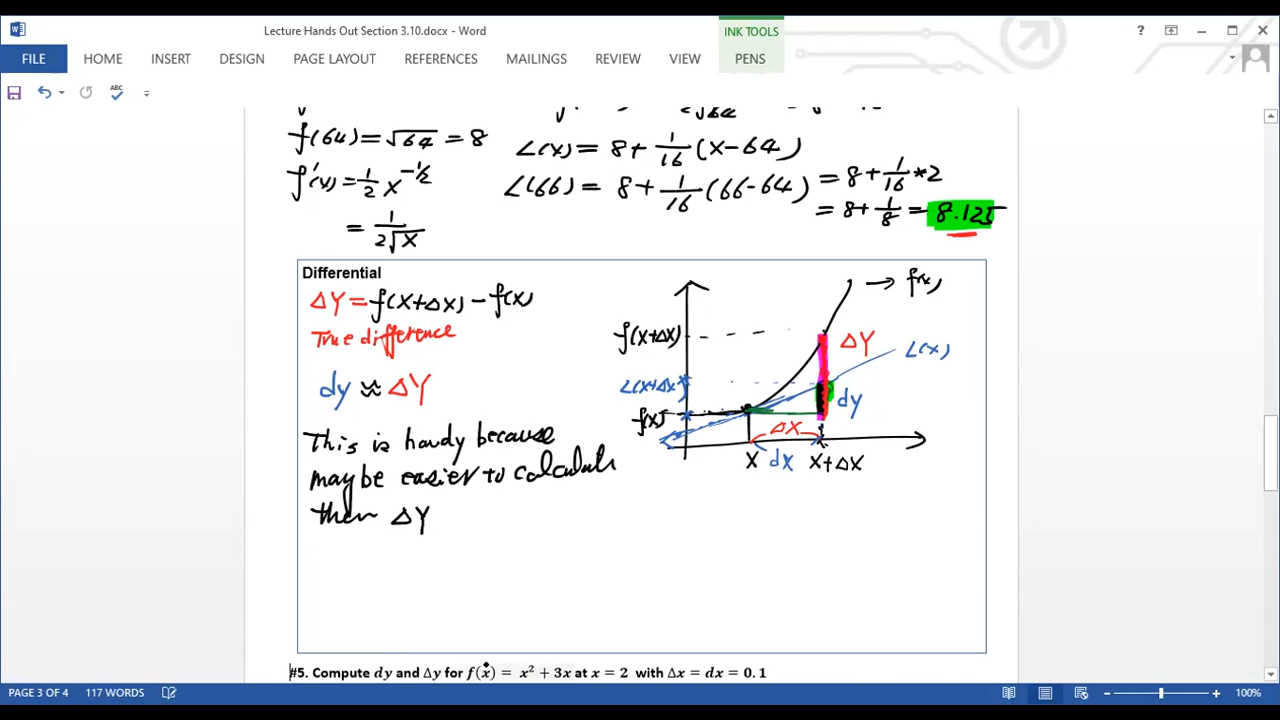 Lecture Hands Out Section 3.10.docx - Word
INK TOOLS
FILE HOME INSERT DESIGN PAGE LAYOUT REFERENCES MAILINGS REVIEW VIEW PENS
f(64) = √64 = 8
L(x) = 8 + 1/16 (x - 64)
f'(x) = 1/2 x^-1/2
L(66) = 8 + 1/16 (66 - 64) = 8 + 1/16 * 2
= 8 + 1/8 = 8.125
= 1/2√x
Differential
ΔY = f(x+Δx) - f(x)
True difference
dy ≈ ΔY
This is handy because
maybe easier to calculate
then ΔY
→ f(x)
f(x+Δx)
ΔY
L(x)
L(x+Δx)
dy
f(x)
Δx
x dx x+Δx
#5. Compute dy and Δy for f(x) = x² + 3x at x = 2 with Δx = dx = 0.1
PAGE 3 OF 4 117 WORDS 100%